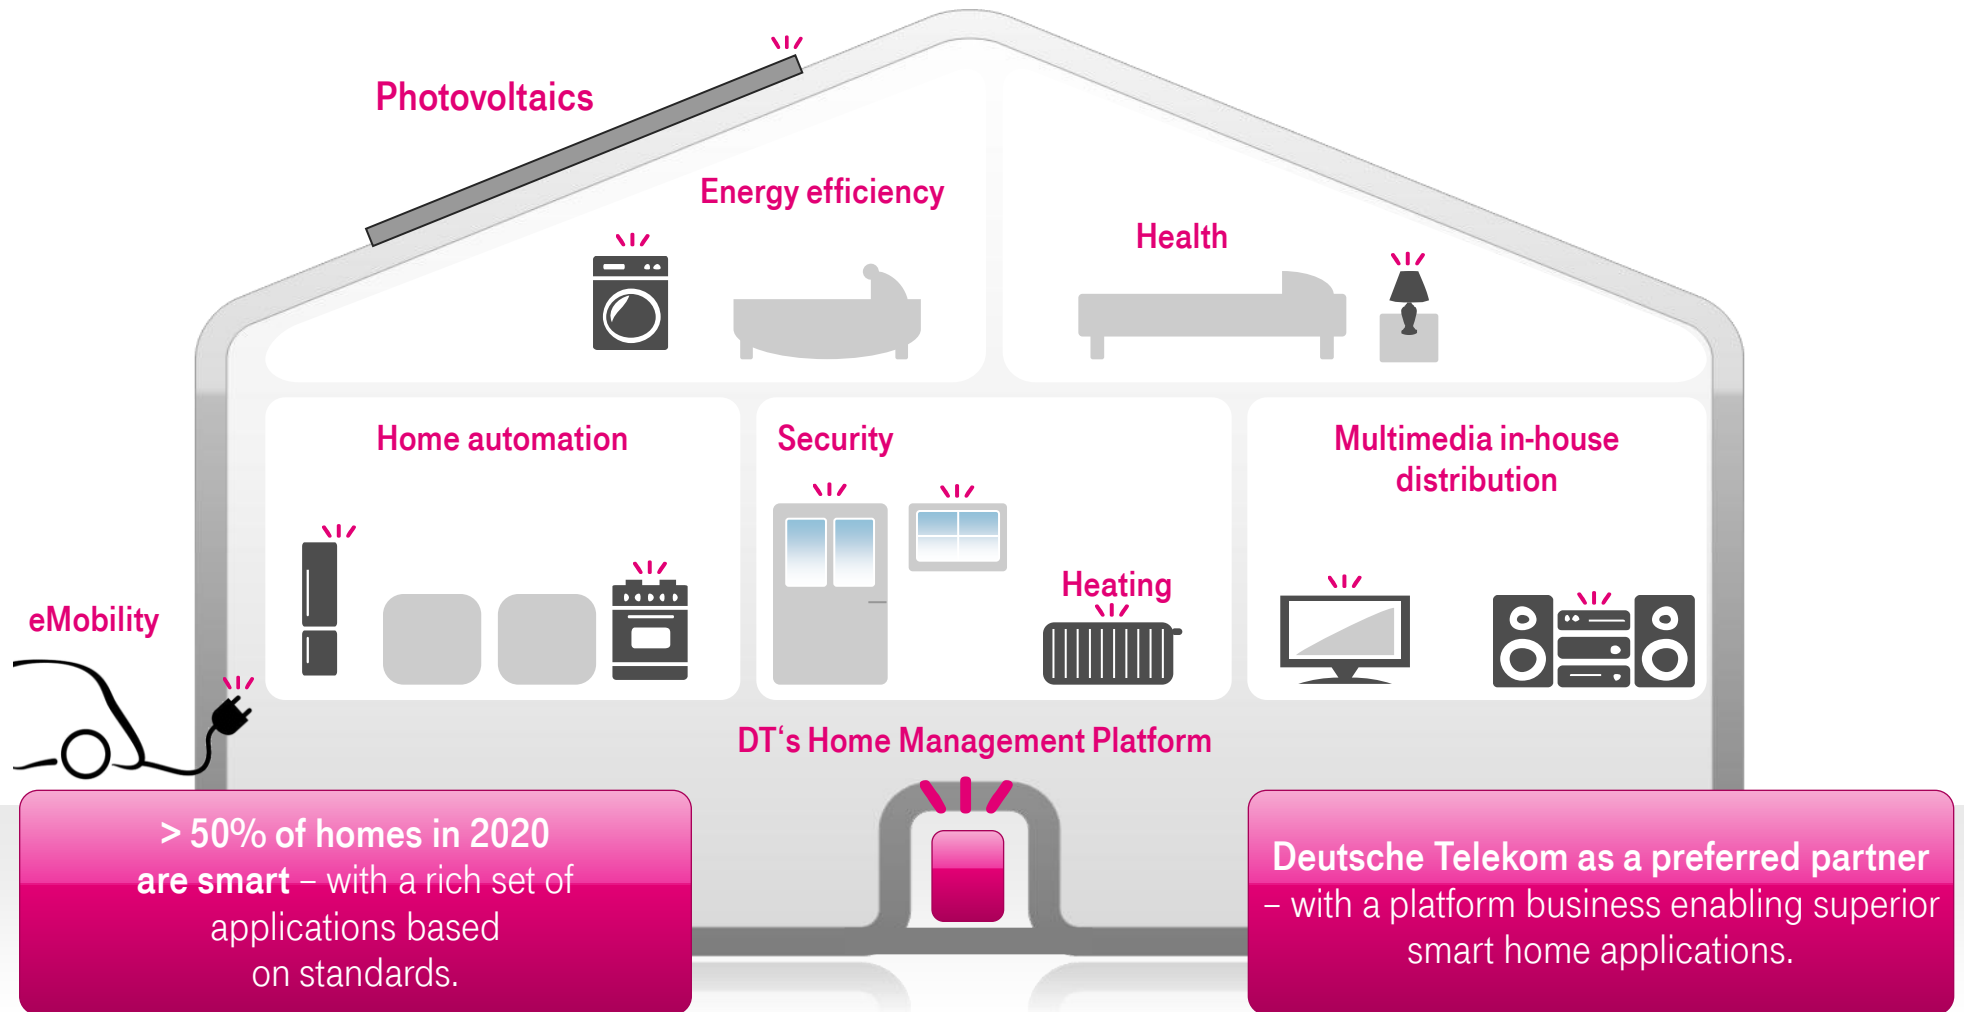 Photovoltaics
Energy efficiency
Health
Home automation
Security
Multimedia in-house
distribution
Heating
eMobility
DT‘s Home Management Platform
> 50% of homes in 2020
are smart – with a rich set of
applications based
on standards.
Deutsche Telekom as a preferred partner
– with a platform business enabling superior
smart home applications.